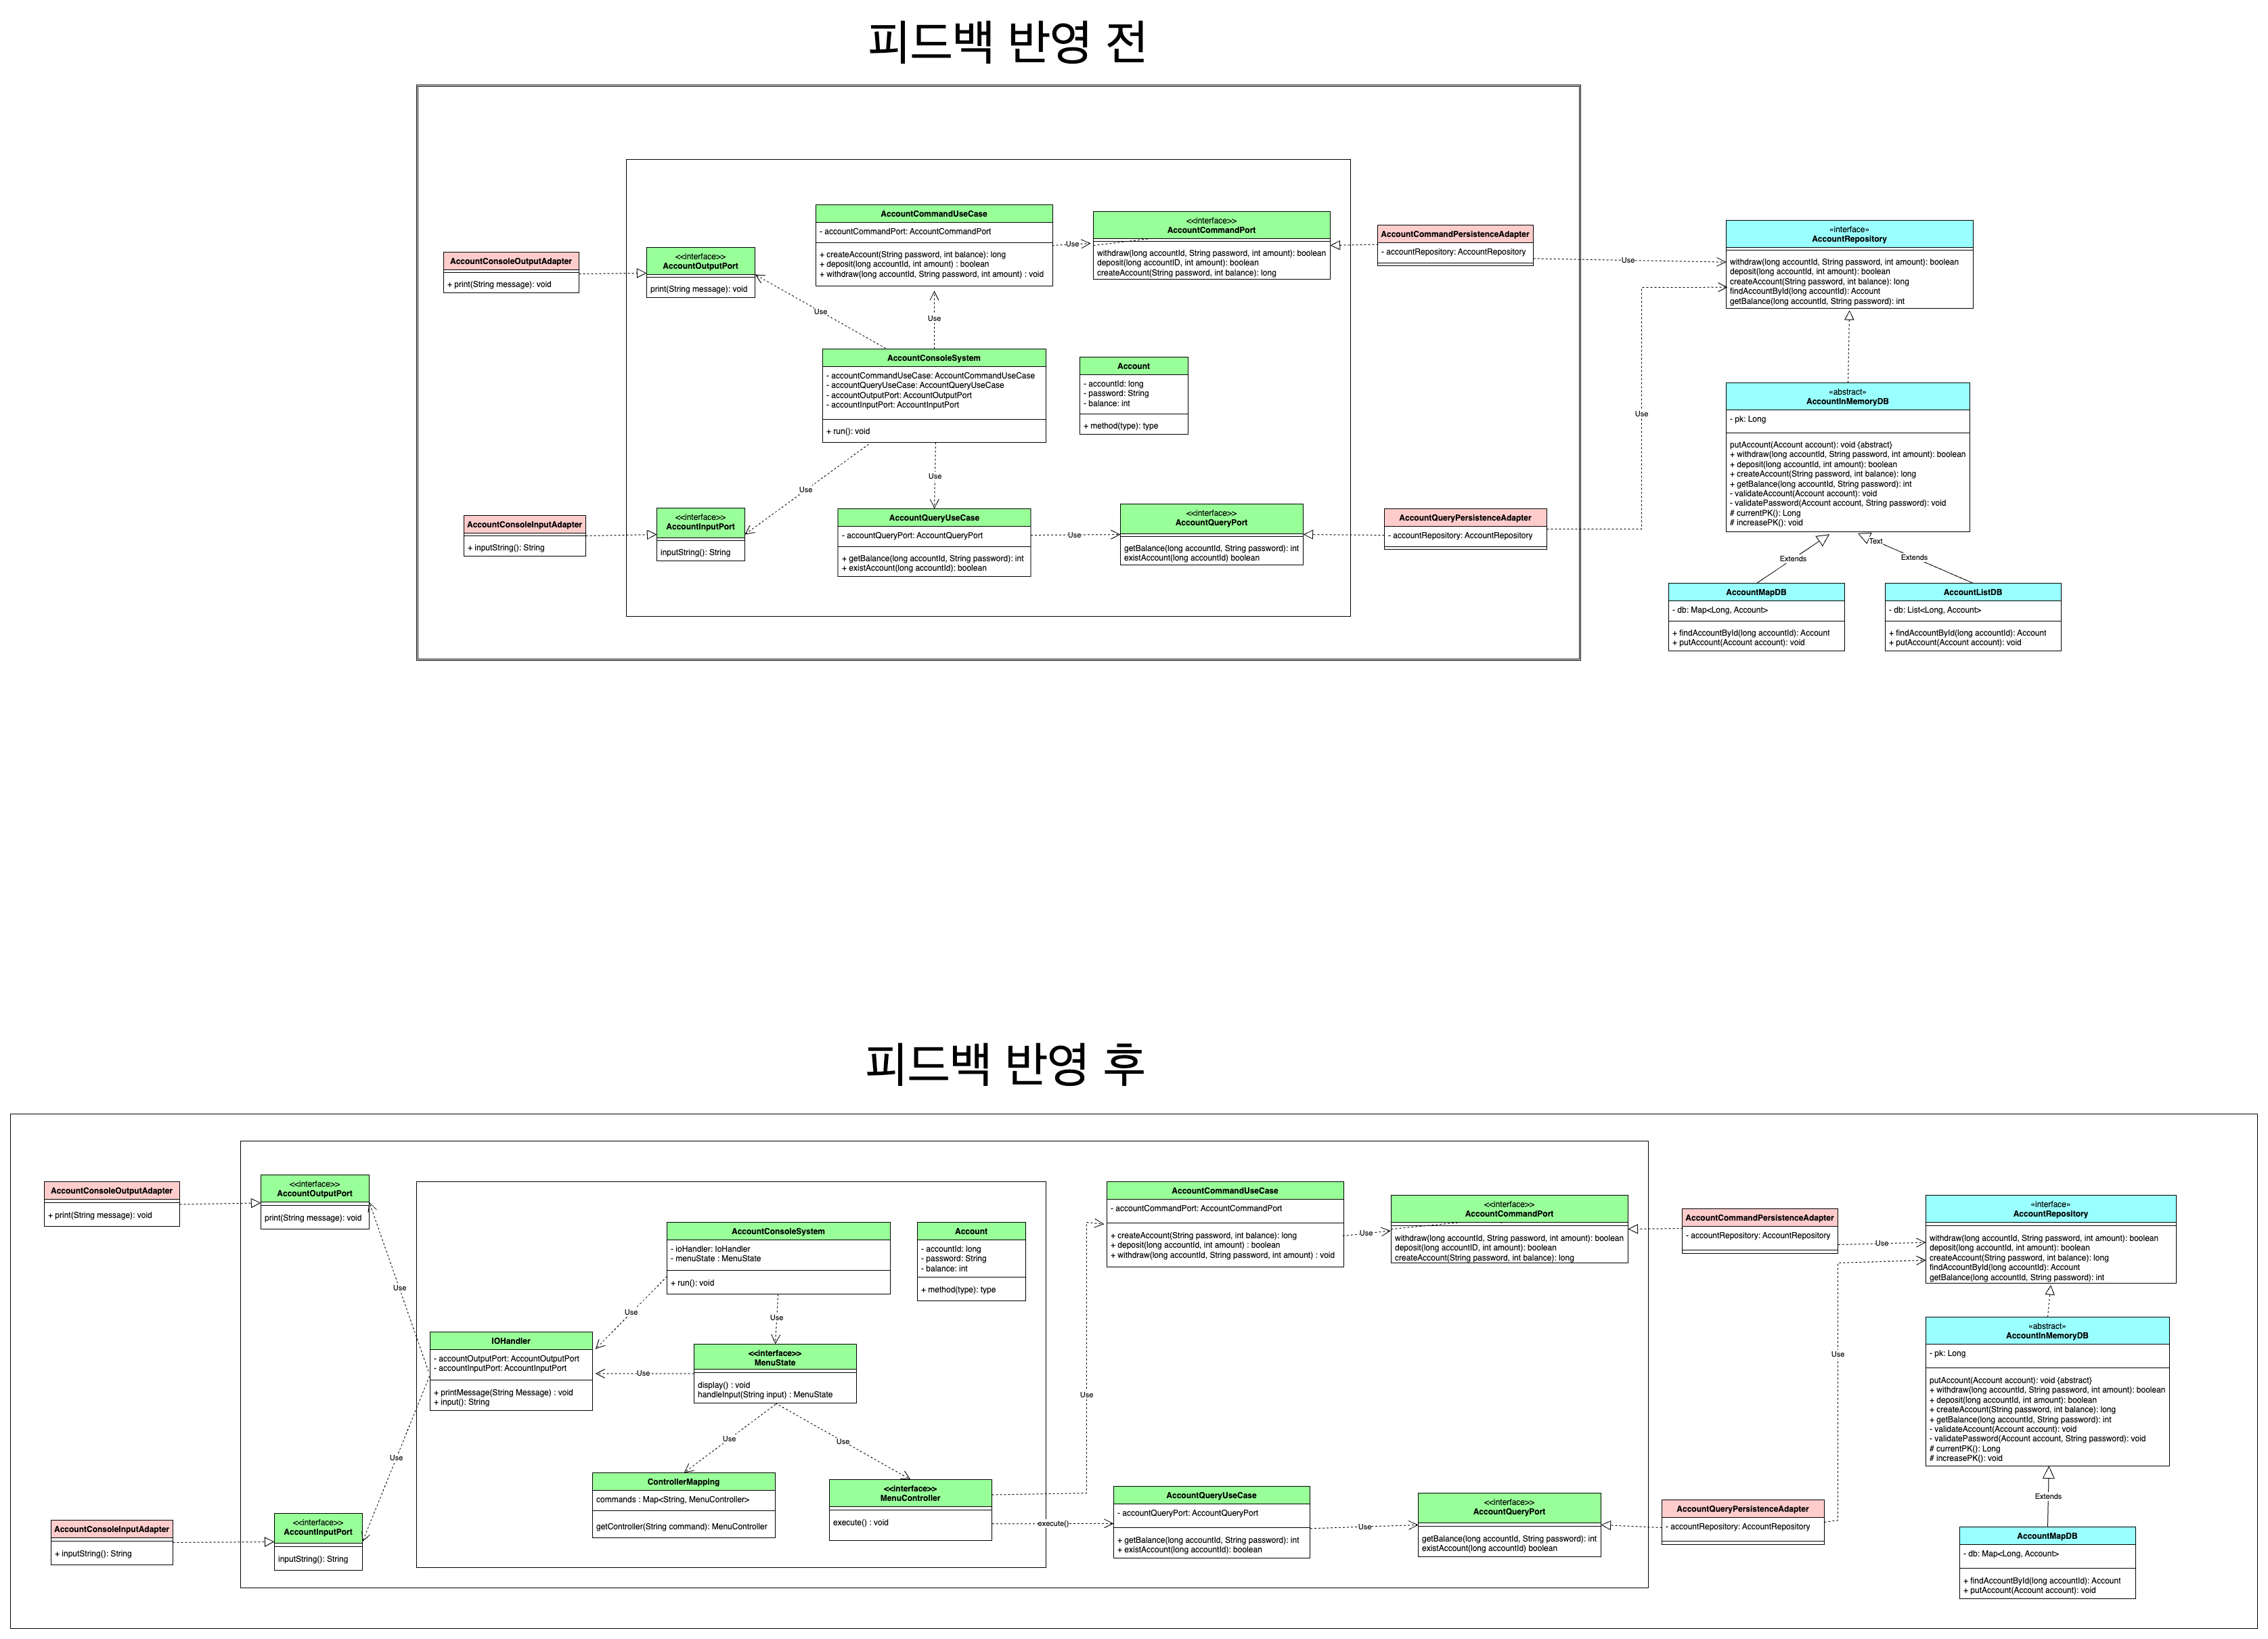 피드백 반영 전
AccountConsoleOutputAdapter
+ print(String message): void
<<interface>>
AccountOutputPort
print(String message): void
AccountCommandUseCase
- accountCommandPort: AccountCommandPort
+ createAccount(String password, int balance): long
+ deposit(long accountId, int amount) : boolean
+ withdraw(long accountId, String password, int amount) : void
Use
<<interface>>
AccountCommandPort
withdraw(long accountId, String password, int amount): boolean
deposit(long accountID, int amount): boolean
createAccount(String password, int balance): long
AccountCommandPersistenceAdapter
- accountRepository: AccountRepository
Use
«interface»
AccountRepository
withdraw(long accountId, String password, int amount): boolean
deposit(long accountId, int amount): boolean
createAccount(String password, int balance): long
findAccountById(long accountId): Account
getBalance(long accountId, String password): int
Use
Use
AccountConsoleSystem
- accountCommandUseCase: AccountCommandUseCase
- accountQueryUseCase: AccountQueryUseCase
- accountOutputPort: AccountOutputPort
- accountInputPort: AccountInputPort
+ run(): void
Account
- accountId: long
- password: String
- balance: int
+ method(type): type
Use
«abstract»
AccountInMemoryDB
- pk: Long
putAccount(Account account): void {abstract}
+ withdraw(long accountId, String password, int amount): boolean
+ deposit(long accountId, int amount): boolean
+ createAccount(String password, int balance): long
+ getBalance(long accountId, String password): int
- validateAccount(Account account): void
- validatePassword(Account account, String password): void
# currentPK(): Long
# increasePK(): void
Use
Use
AccountConsoleInputAdapter
+ inputString(): String
<<interface>>
AccountInputPort
inputString(): String
AccountQueryUseCase
- accountQueryPort: AccountQueryPort
+ getBalance(long accountId, String password): int
+ existAccount(long accountId): boolean
Use
<<interface>>
AccountQueryPort
getBalance(long accountId, String password): int
existAccount(long accountId) boolean
AccountQueryPersistenceAdapter
- accountRepository: AccountRepository
Text
Extends
Extends
AccountMapDB
- db: Map<Long, Account>
+ findAccountById(long accountId): Account
+ putAccount(Account account): void
AccountListDB
- db: List<Long, Account>
+ findAccountById(long accountId): Account
+ putAccount(Account account): void
피드백 반영 후
AccountConsoleOutputAdapter
+ print(String message): void
<<interface>>
AccountOutputPort
print(String message): void
AccountConsoleSystem
- ioHandler: IoHandler
- menuState : MenuState
+ run(): void
Account
- accountId: long
- password: String
- balance: int
+ method(type): type
AccountCommandUseCase
- accountCommandPort: AccountCommandPort
+ createAccount(String password, int balance): long
+ deposit(long accountId, int amount) : boolean
+ withdraw(long accountId, String password, int amount) : void
Use
<<interface>>
AccountCommandPort
withdraw(long accountId, String password, int amount): boolean
deposit(long accountID, int amount): boolean
createAccount(String password, int balance): long
AccountCommandPersistenceAdapter
- accountRepository: AccountRepository
Use
«interface»
AccountRepository
withdraw(long accountId, String password, int amount): boolean
deposit(long accountId, int amount): boolean
createAccount(String password, int balance): long
findAccountById(long accountId): Account
getBalance(long accountId, String password): int
Use
Use
Use
IOHandler
- accountOutputPort: AccountOutputPort
- accountInputPort: AccountInputPort
+ printMessage(String Message) : void
+ input(): String
Use
<<interface>>
MenuState
display() : void
handleInput(String input) : MenuState
Use
Use
«abstract»
AccountInMemoryDB
- pk: Long
putAccount(Account account): void {abstract}
+ withdraw(long accountId, String password, int amount): boolean
+ deposit(long accountId, int amount): boolean
+ createAccount(String password, int balance): long
+ getBalance(long accountId, String password): int
- validateAccount(Account account): void
- validatePassword(Account account, String password): void
# currentPK(): Long
# increasePK(): void
Use
Use
Use
ControllerMapping
commands : Map<String, MenuController>
getController(String command): MenuController
<<interface>>
MenuController
execute() : void
execute()
AccountQueryUseCase
- accountQueryPort: AccountQueryPort
+ getBalance(long accountId, String password): int
+ existAccount(long accountId): boolean
Use
<<interface>>
AccountQueryPort
getBalance(long accountId, String password): int
existAccount(long accountId) boolean
AccountQueryPersistenceAdapter
- accountRepository: AccountRepository
Extends
AccountConsoleInputAdapter
+ inputString(): String
<<interface>>
AccountInputPort
inputString(): String
AccountMapDB
- db: Map<Long, Account>
+ findAccountById(long accountId): Account
+ putAccount(Account account): void